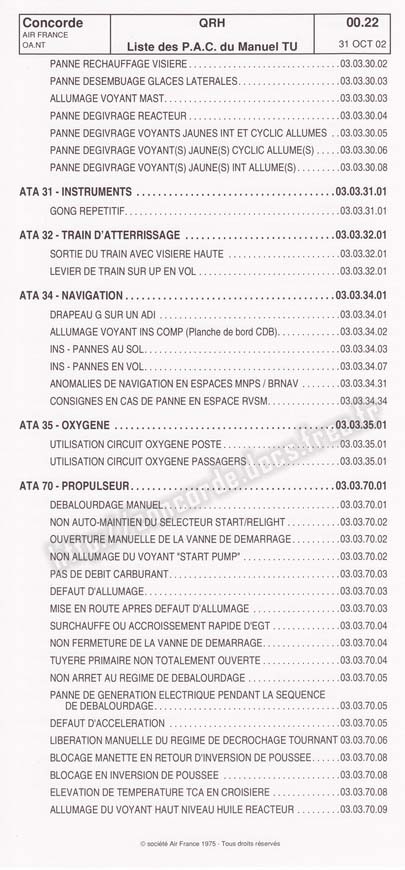 Concorde QRH 00.22
AIR FRANCE
OA.NT Liste des P.A.C. du Manuel TU 31 OCT 02
PANNE RECHAUFFAGE VISIERE . . . . . . . . . . 03.03.30.02
PANNE DESEMBUAGE GLACES LATERALES . . . . . . . . . . 03.03.30.03
ALLUMAGE VOYANT MAST . . . . . . . . . . 03.03.30.03
PANNE DEGIVRAGE REACTEUR . . . . . . . . . . 03.03.30.04
PANNE DEGIVRAGE VOYANTS JAUNES INT ET CYCLIC ALLUMES . . . . 03.03.30.05
PANNE DEGIVRAGE VOYANT(S) JAUNE(S) CYCLIC ALLUME(S) . . . . . 03.03.30.06
PANNE DEGIVRAGE VOYANT(S) JAUNE(S) INT ALLUME(S) . . . . . . . . 03.03.30.08
ATA 31 - INSTRUMENTS . . . . . . . . . . 03.03.31.01
GONG REPETITIF . . . . . . . . . . 03.03.31.01
ATA 32 - TRAIN D'ATTERRISSAGE . . . . . . . . . . 03.03.32.01
SORTIE DU TRAIN AVEC VISIERE HAUTE . . . . . . . . . . 03.03.32.01
LEVIER DE TRAIN SUR UP EN VOL . . . . . . . . . . 03.03.32.01
ATA 34 - NAVIGATION . . . . . . . . . . 03.03.34.01
DRAPEAU G SUR UN ADI . . . . . . . . . . 03.03.34.01
ALLUMAGE VOYANT INS COMP (Planche de bord CDB) . . . . . . . . . . 03.03.34.02
INS - PANNES AU SOL . . . . . . . . . . 03.03.34.03
INS - PANNES EN VOL . . . . . . . . . . 03.03.34.07
ANOMALIES DE NAVIGATION EN ESPACES MNPS / BRNAV . . . . . . . 03.03.34.31
CONSIGNES EN CAS DE PANNE EN ESPACE RVSM . . . . . . . . . . 03.03.34.34
ATA 35 - OXYGENE . . . . . . . . . . 03.03.35.01
UTILISATION CIRCUIT OXYGENE POSTE . . . . . . . . . . 03.03.35.01
UTILISATION CIRCUIT OXYGENE PASSAGERS . . . . . . . . . . 03.03.35.01
ATA 70 - PROPULSEUR . . . . . . . . . . 03.03.70.01
DEBALOURDAGE MANUEL . . . . . . . . . . 03.03.70.01
NON AUTO-MAINTIEN DU SELECTEUR START/RELIGHT . . . . . . . . . . 03.03.70.02
OUVERTURE MANUELLE DE LA VANNE DE DEMARRAGE . . . . . . . . . . 03.03.70.02
NON ALLUMAGE DU VOYANT "START PUMP" . . . . . . . . . . 03.03.70.02
PAS DE DEBIT CARBURANT . . . . . . . . . . 03.03.70.03
DEFAUT D'ALLUMAGE . . . . . . . . . . 03.03.70.03
MISE EN ROUTE APRES DEFAUT D'ALLUMAGE . . . . . . . . . . 03.03.70.03
SURCHAUFFE OU ACCROISSEMENT RAPIDE D'EGT . . . . . . . . . . 03.03.70.04
NON FERMETURE DE LA VANNE DE DEMARRAGE . . . . . . . . . . 03.03.70.04
TUYERE PRIMAIRE NON TOTALEMENT OUVERTE . . . . . . . . . . 03.03.70.04
NON ARRET AU REGIME DE DEBALOURDAGE . . . . . . . . . . 03.03.70.05
PANNE DE GENERATION ELECTRIQUE PENDANT LA SEQUENCE
DE DEBALOURDAGE . . . . . . . . . . 03.03.70.05
DEFAUT D'ACCELERATION . . . . . . . . . . 03.03.70.05
LIBERATION MANUELLE DU REGIME DE DECROCHAGE TOURNANT 03.03.70.06
BLOCAGE MANETTE EN RETOUR D'INVERSION DE POUSSEE . . . . . . 03.03.70.08
BLOCAGE EN INVERSION DE POUSSEE . . . . . . . . . . 03.03.70.08
ELEVATION DE TEMPERATURE TCA EN CROISIERE . . . . . . . . . . 03.03.70.08
ALLUMAGE DU VOYANT HAUT NIVEAU HUILE REACTEUR . . . . . . . . 03.03.70.09
© société Air France 1975 - Tous droits réservés
http://concorde.docs.free.fr